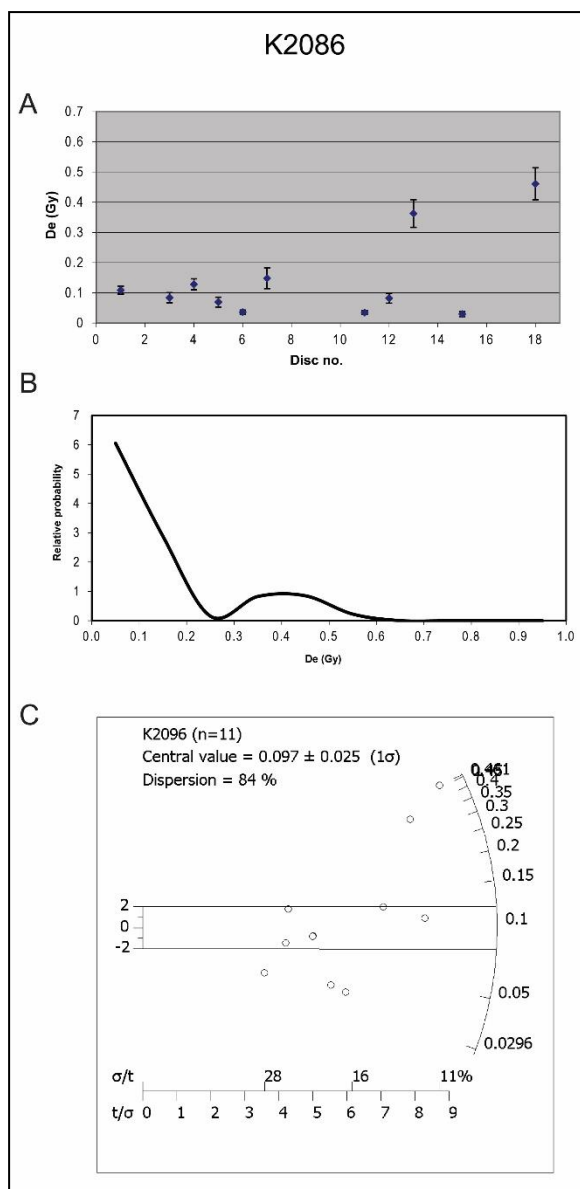 K2086
A
0.7
0.6
0.5
0.4
0.3
0.2
0.1
0
De (Gy)
0 2 4 6 8 10 12 14 16 18
Disc no.
B
7
6
5
4
3
2
1
0
Relative probability
0.0 0.1 0.2 0.3 0.4 0.5 0.6 0.7 0.8 0.9 1.0
De (Gy)
C
K2096 (n=11)
Central value = 0.097 ± 0.025 (1σ)
Dispersion = 84 %
0.4
0.35
0.3
0.25
0.2
0.15
0.1
0.05
0.0296
2
0
-2
σ/t 28 16 11%
t/σ 0 1 2 3 4 5 6 7 8 9